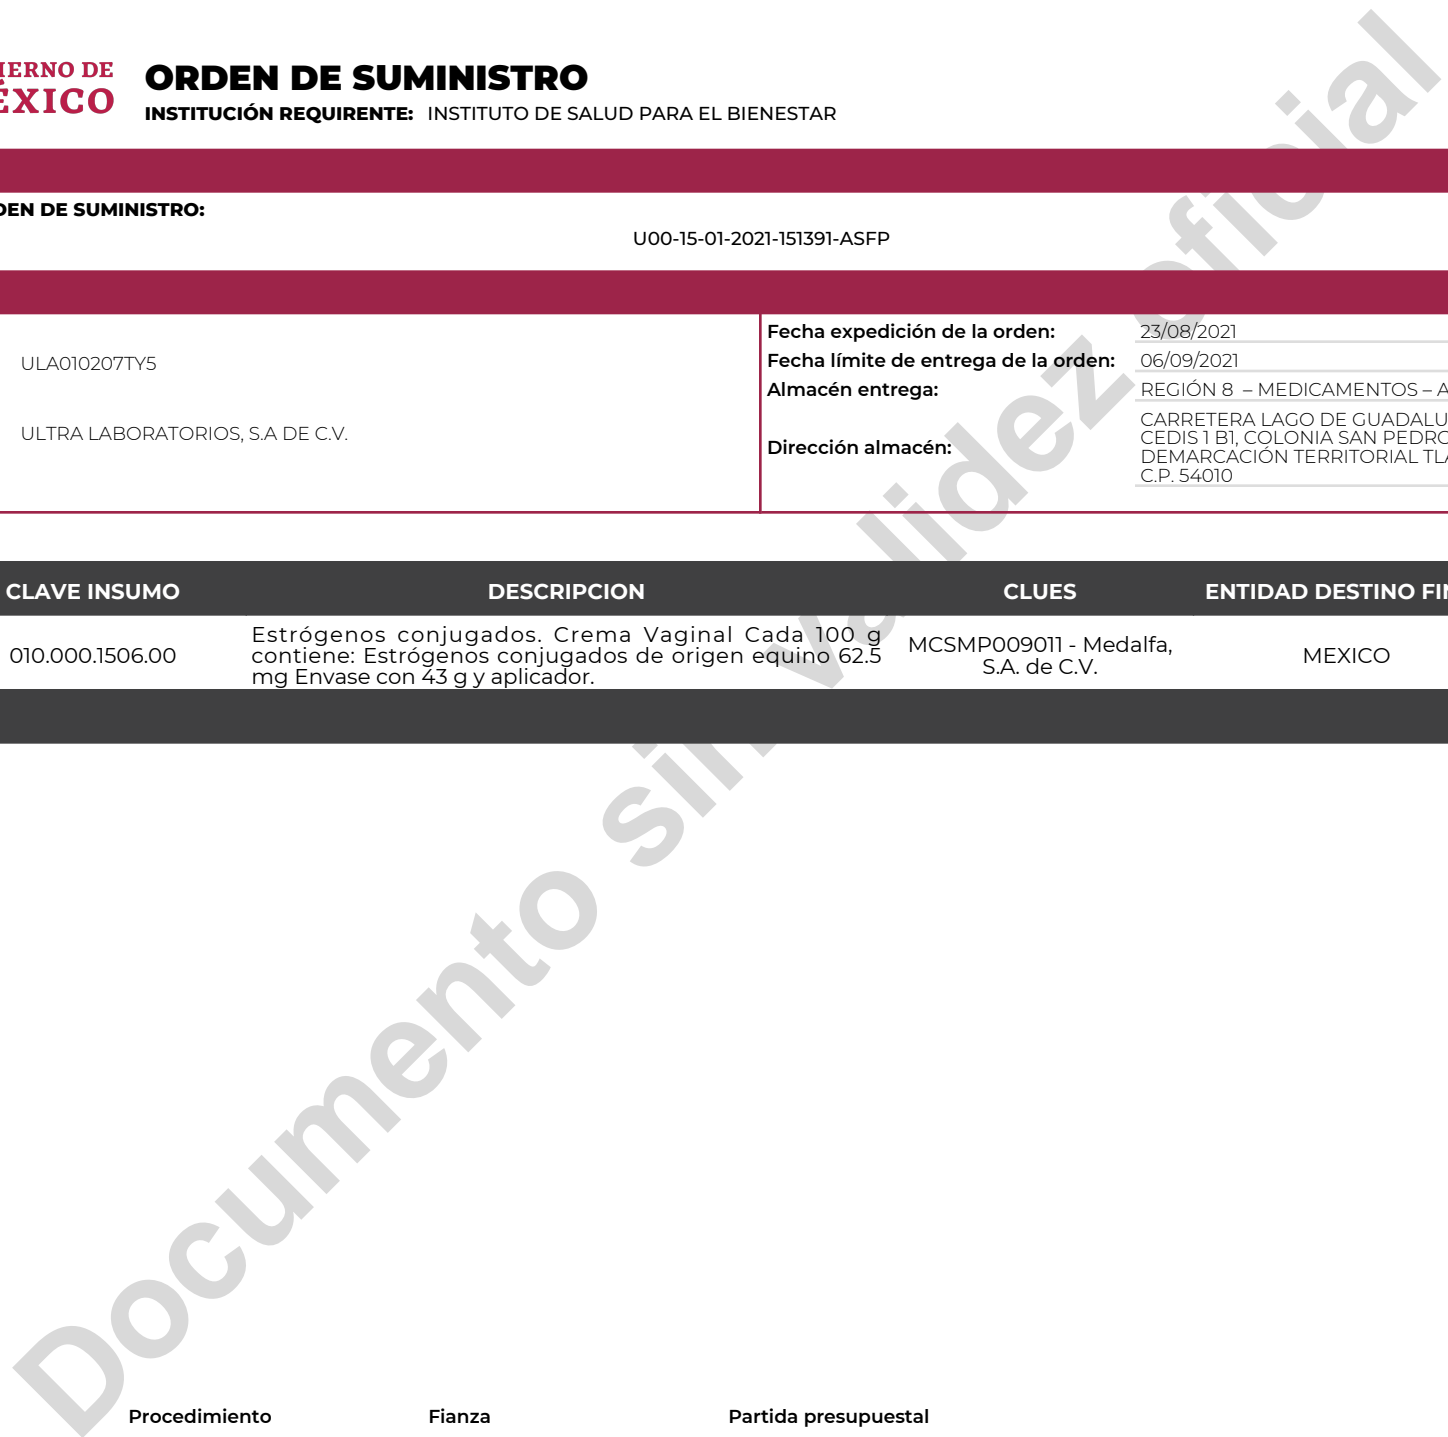 IERNO DE
ÉXICO
ORDEN DE SUMINISTRO
INSTITUCIÓN REQUIRENTE: INSTITUTO DE SALUD PARA EL BIENESTAR
DEN DE SUMINISTRO:
U00-15-01-2021-151391-ASFP
ULA010207TY5
ULTRA LABORATORIOS, S.A DE C.V.
Fecha expedición de la orden: 23/08/2021
Fecha límite de entrega de la orden: 06/09/2021
Almacén entrega: REGIÓN 8 – MEDICAMENTOS – A
Dirección almacén:
CARRETERA LAGO DE GUADALU
CEDIS 1 B1, COLONIA SAN PEDRO
DEMARCACIÓN TERRITORIAL TLA
C.P. 54010
CLAVE INSUMO DESCRIPCION CLUES ENTIDAD DESTINO FIN
010.000.1506.00
Estrógenos conjugados. Crema Vaginal Cada 100 g
contiene: Estrógenos conjugados de origen equino 62.5
mg Envase con 43 g y aplicador.
MCSMP009011 - Medalfa,
S.A. de C.V.
MEXICO
Documento sin validez oficial
Procedimiento Fianza Partida presupuestal